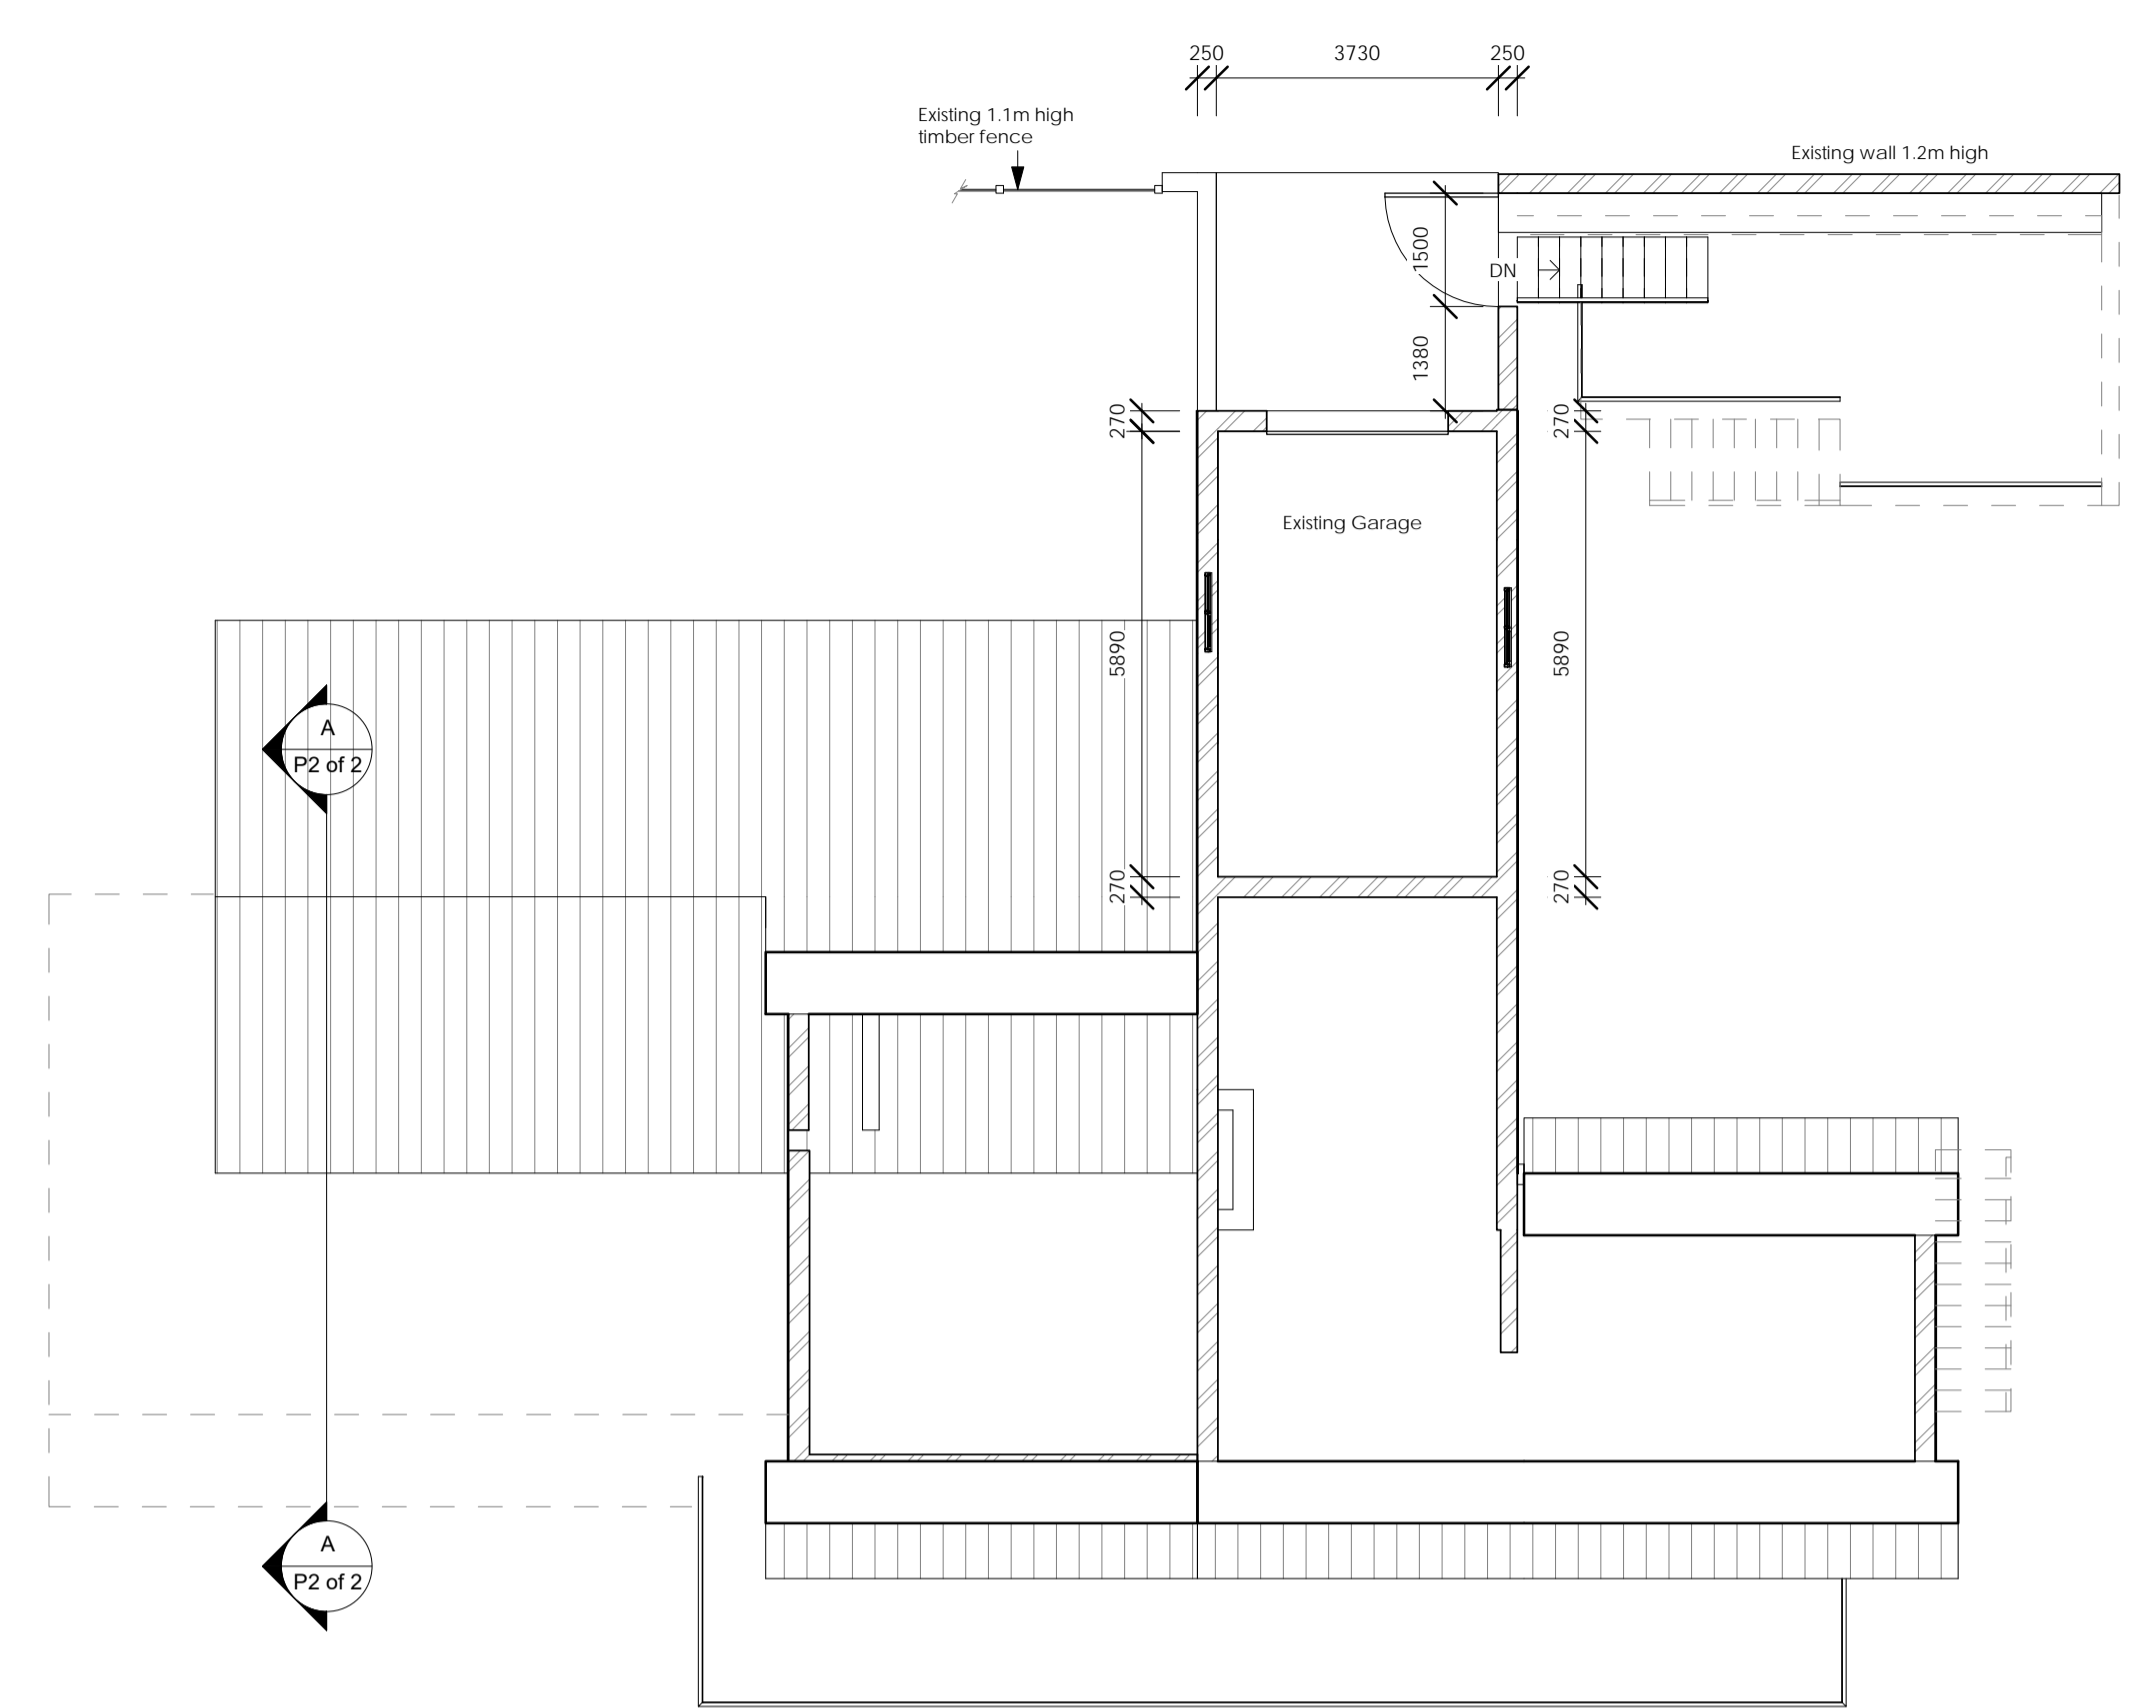 250
3730
250
Existing 1.1m high
timber fence
Existing wall 1.2m high
1500
DN
1380
270
270
Existing Garage
5890
5890
A
P2 of 2
270
270
A
P2 of 2